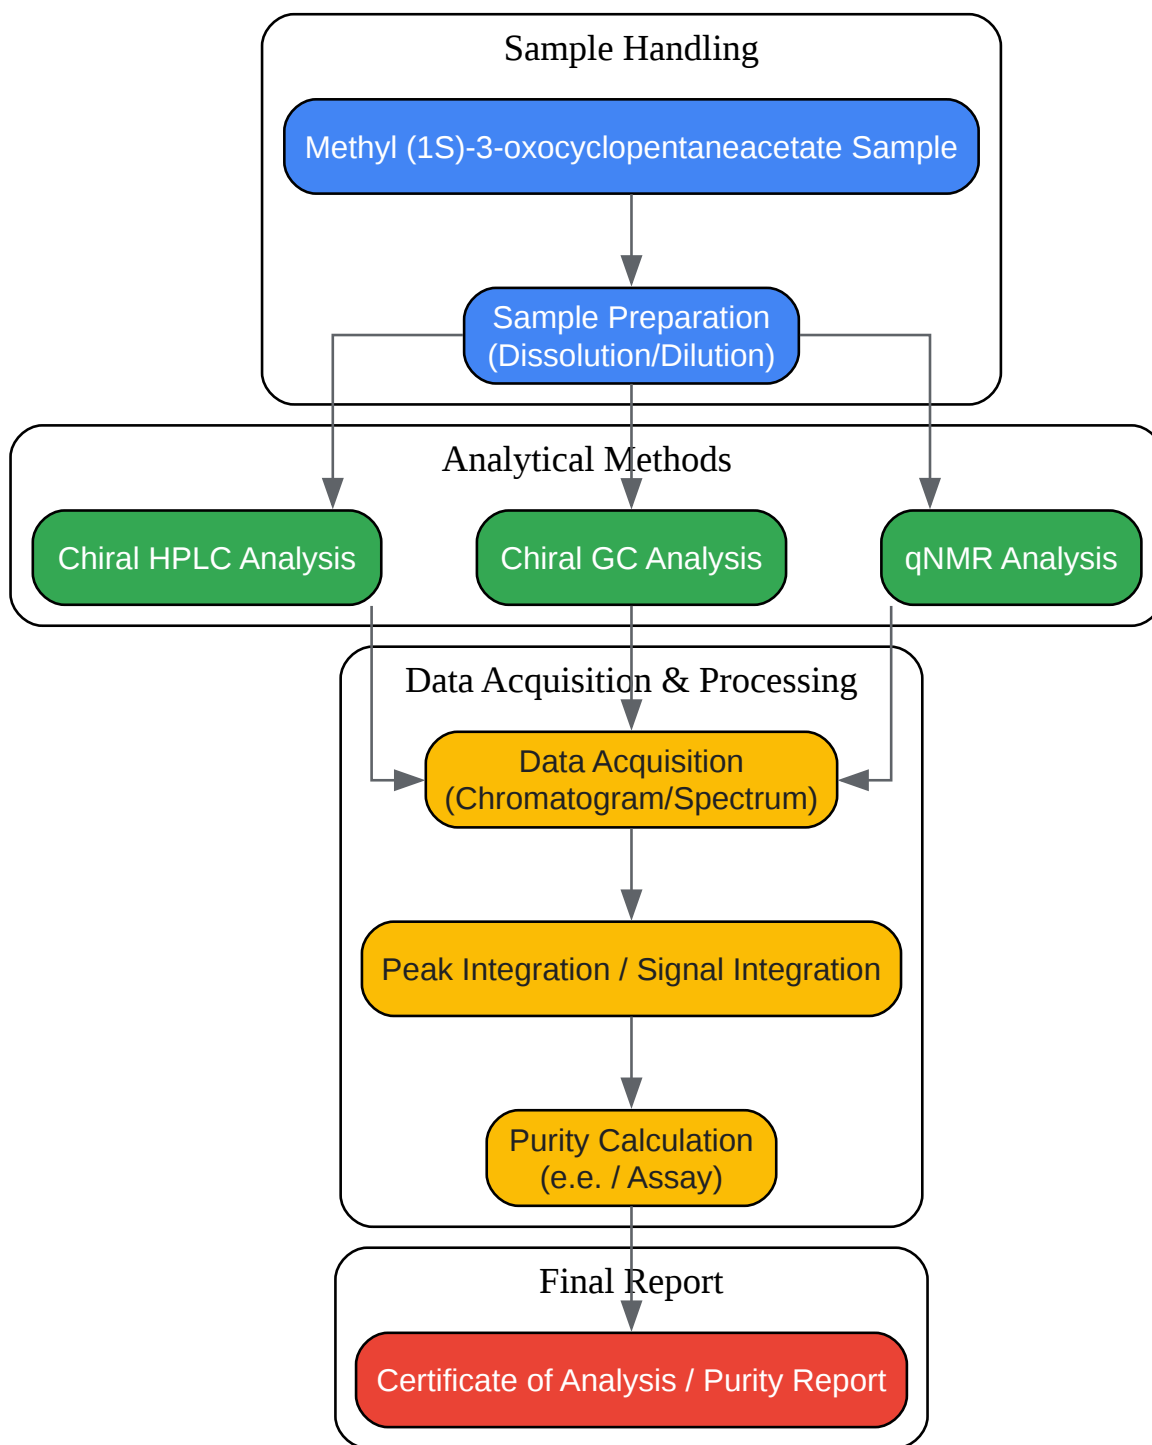 Sample Handling
Methyl (1S)-3-oxocyclopentaneacetate Sample
Sample Preparation
(Dissolution/Dilution)
Analytical Methods
Chiral HPLC Analysis
Chiral GC Analysis
qNMR Analysis
Data Acquisition & Processing
Data Acquisition
(Chromatogram/Spectrum)
Peak Integration / Signal Integration
Purity Calculation
(e.e. / Assay)
Final Report
Certificate of Analysis / Purity Report